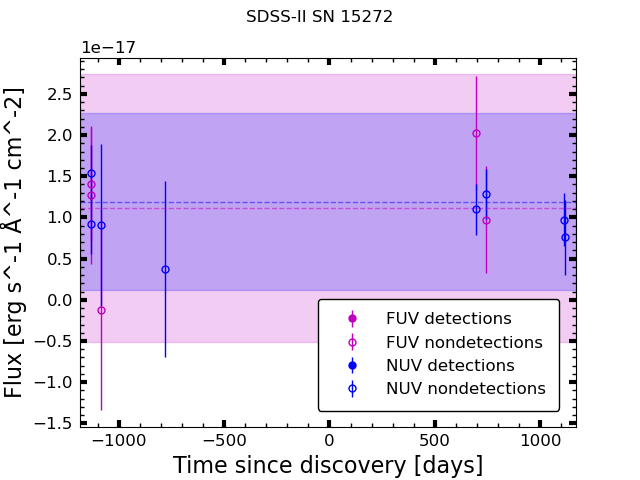 SDSS-II SN 15272
1e−17
2.5
2.0
1.5
1.0
0.5
0.0
−0.5
−1.0
−1.5
Flux [erg s^-1 Å^-1 cm^-2]
FUV detections
FUV nondetections
NUV detections
NUV nondetections
−1000 −500 0 500 1000
Time since discovery [days]